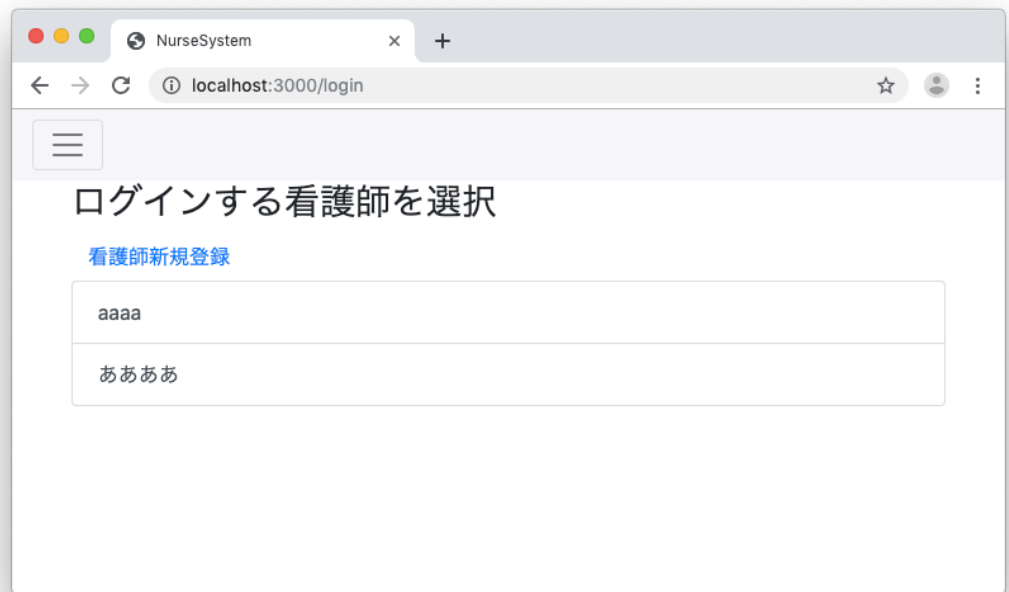 NurseSystem
localhost:3000/login
ログインする看護師を選択
看護師新規登録
aaaa
ああああ